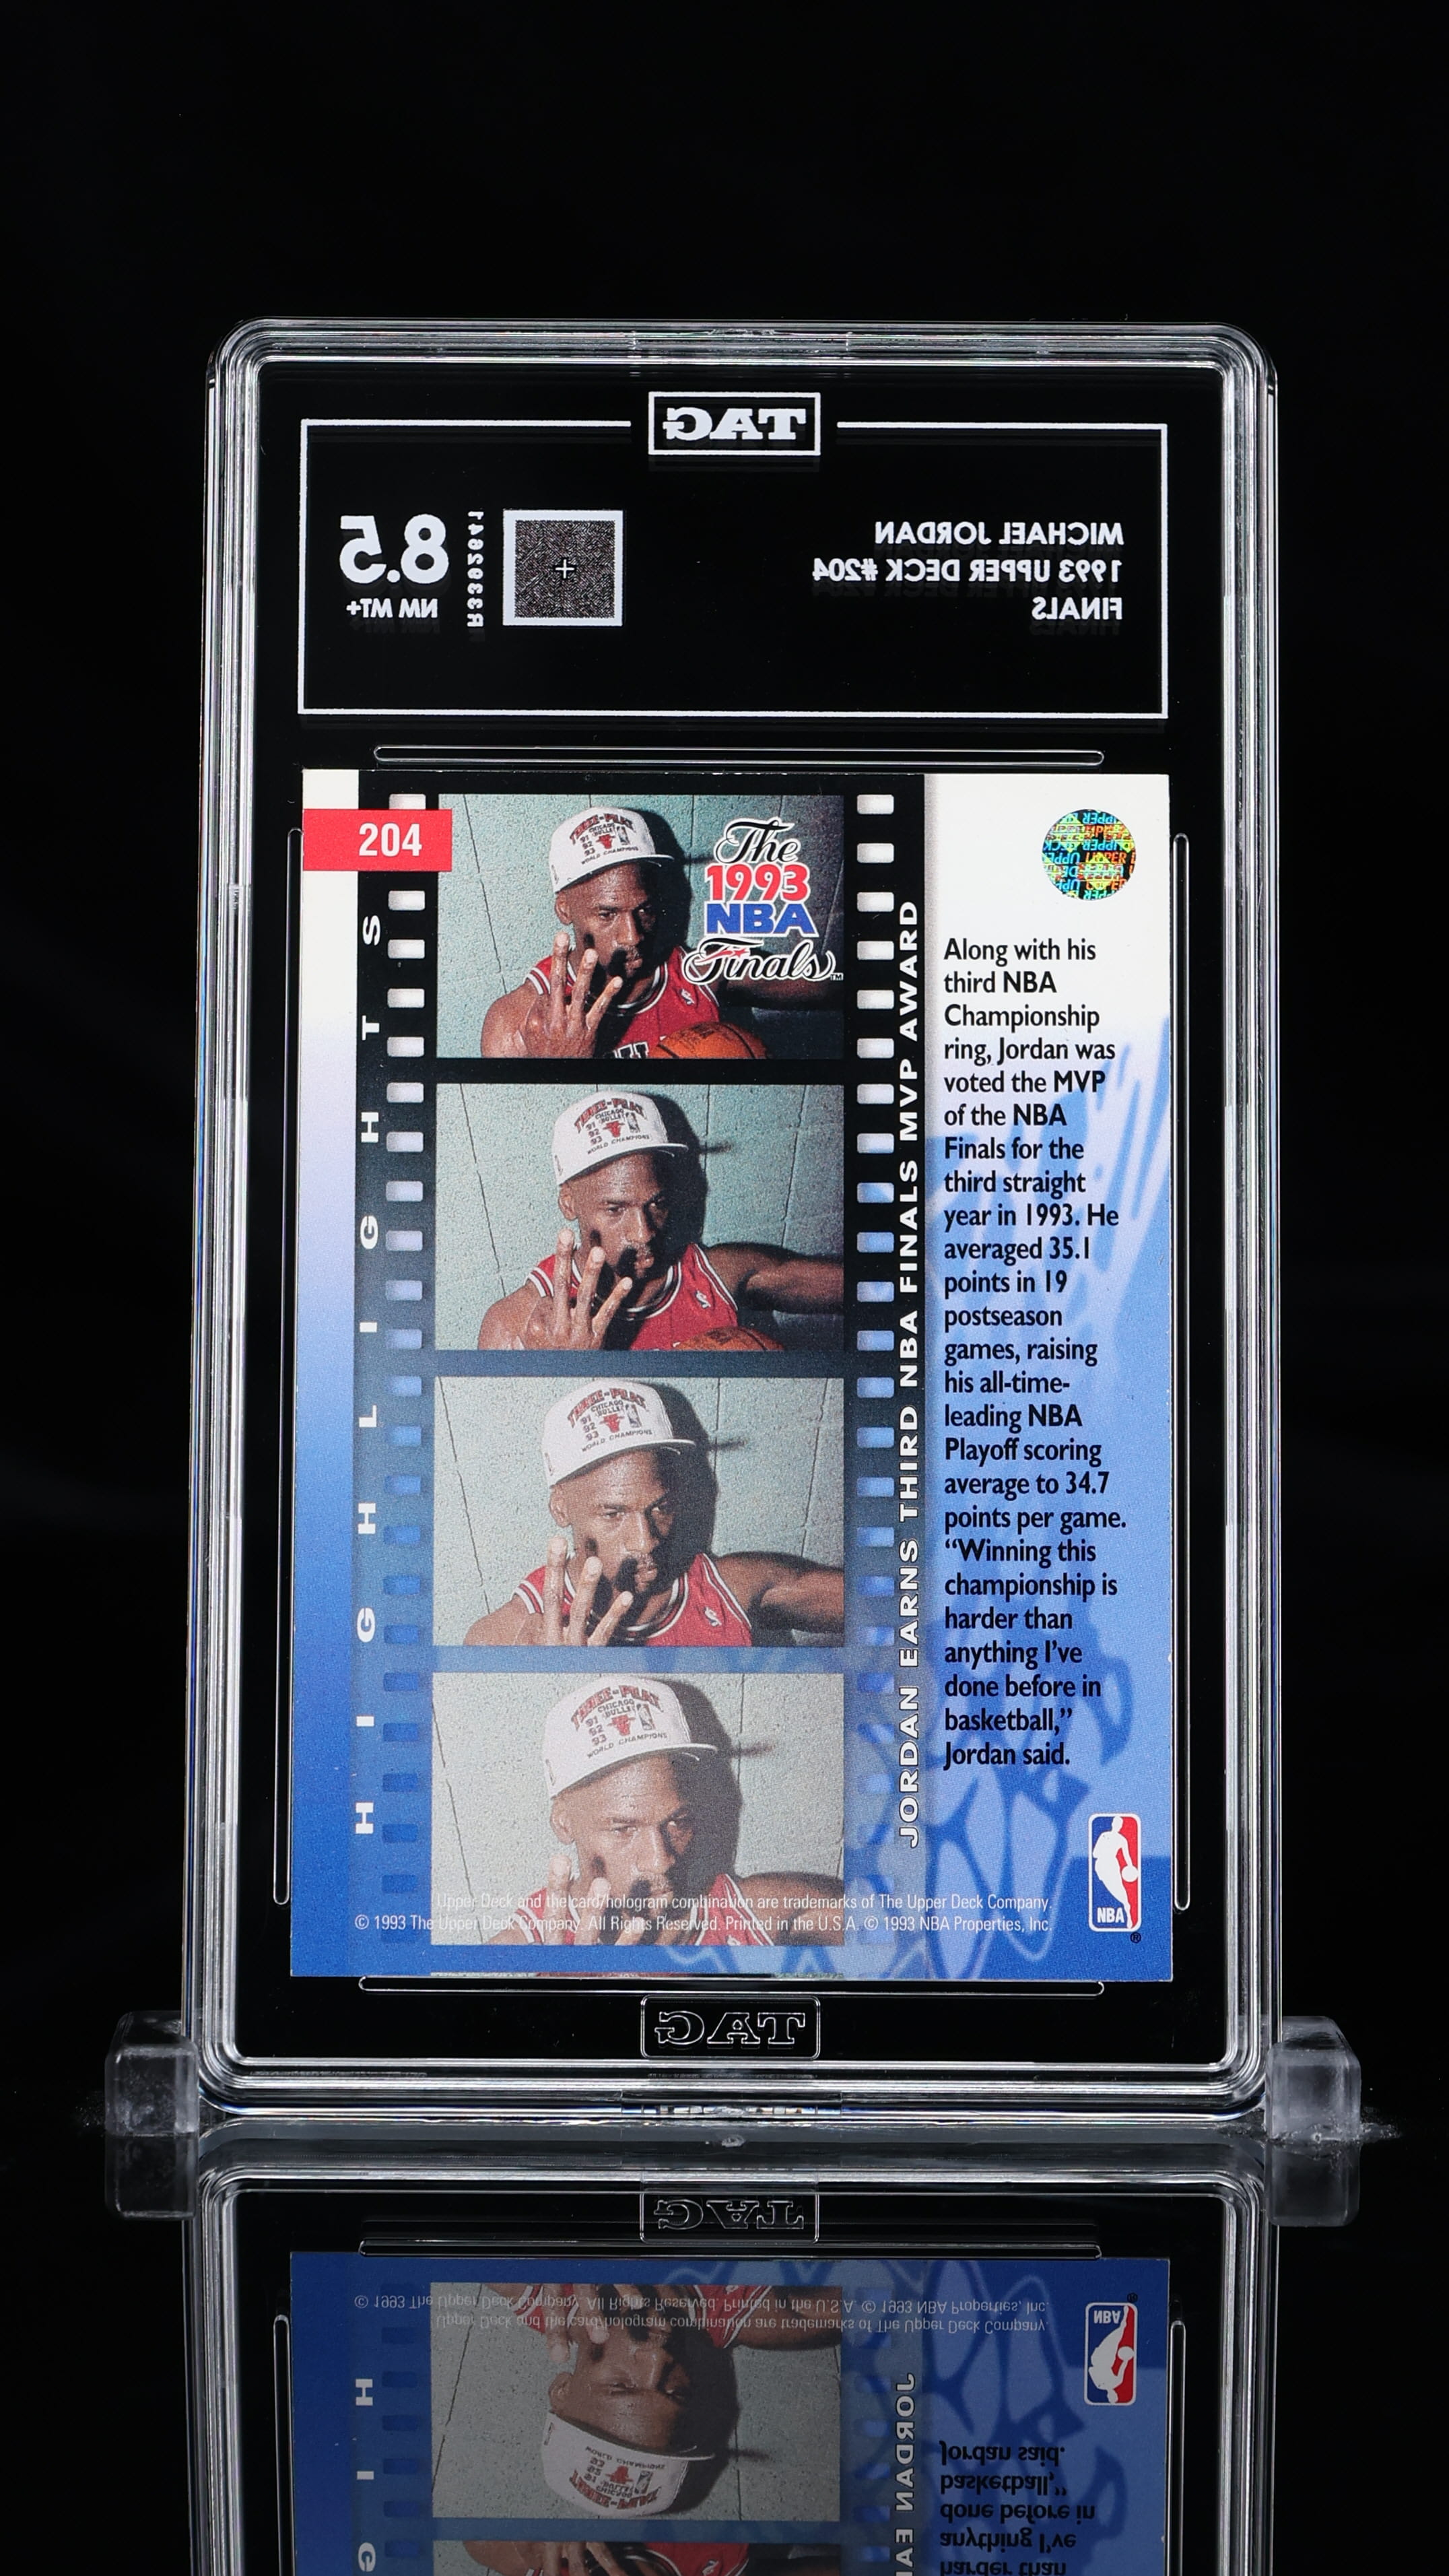 TAG
MICHAEL JORDAN
1993 UPPER DECK #204
FINALS
8.5
NM MT+
R3302641
204
The
1993
NBA
Finals™
HIGHLIGHTS
JORDAN EARNS THIRD NBA FINALS MVP AWARD
Along with his
third NBA
Championship
ring, Jordan was
voted the MVP
of the NBA
Finals for the
third straight
year in 1993. He
averaged 35.1
points in 19
postseason
games, raising
his all-time-
leading NBA
Playoff scoring
average to 34.7
points per game.
“Winning this
championship is
harder than
anything I’ve
done before in
basketball,”
Jordan said.
Upper Deck and the card/hologram combination are trademarks of The Upper Deck Company.
© 1993 The Upper Deck Company. All Rights Reserved. Printed in the U.S.A. © 1993 NBA Properties, Inc.
NBA
®
TAG